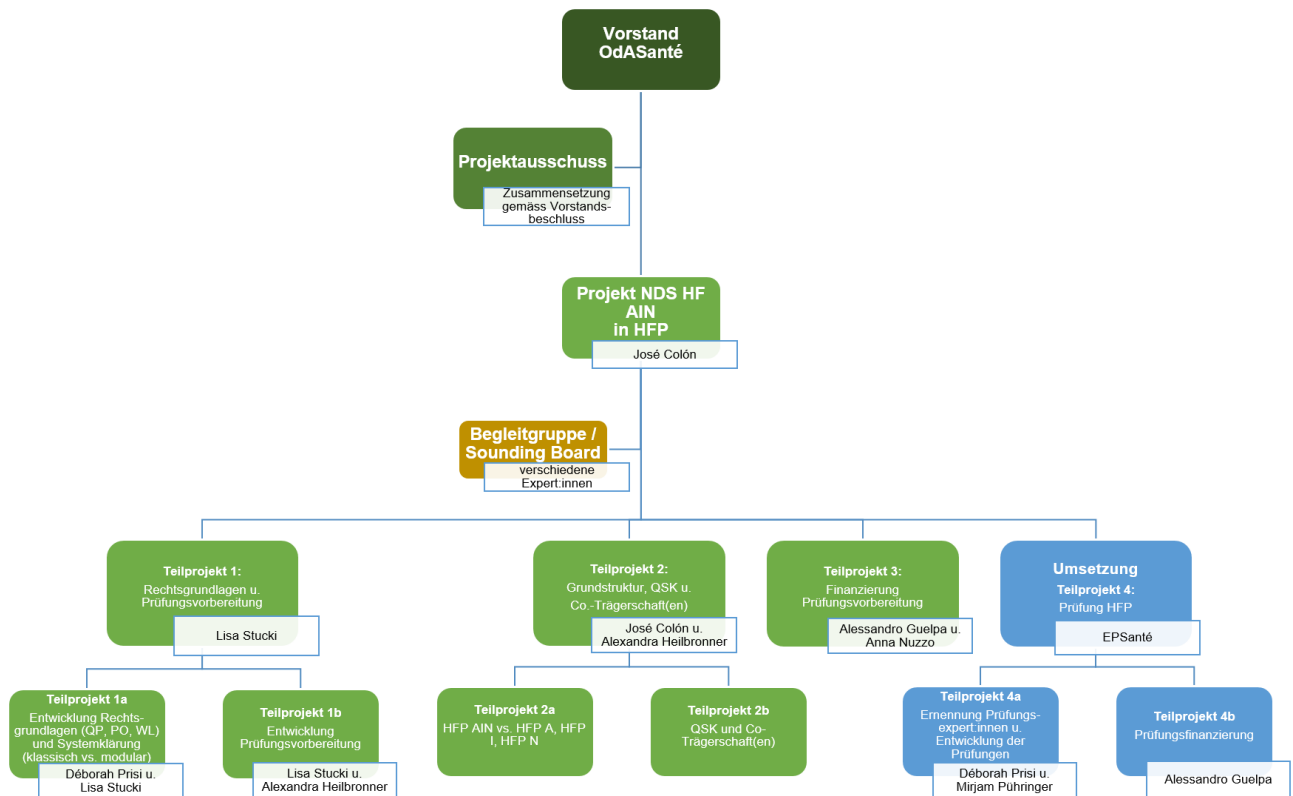 Vorstand
OdASanté
Projektausschuss
Zusammensetzung
gemäss Vorstands-
beschluss
Projekt NDS HF
AIN
in HFP
José Colón
Begleitgruppe /
Sounding Board
verschiedene
Expert:innen
Teilprojekt 1:
Rechtsgrundlagen u.
Prüfungsvorbereitung
Lisa Stucki
Teilprojekt 2:
Grundstruktur, QSK u.
Co.-Trägerschaft(en)
José Colón u.
Alexandra Heilbronner
Teilprojekt 3:
Finanzierung
Prüfungsvorbereitung
Alessandro Guelpa u.
Anna Nuzzo
Umsetzung
Teilprojekt 4:
Prüfung HFP
EPSanté
Teilprojekt 1a
Entwicklung Rechts-
grundlagen (QP, PO, WL)
und Systemklärung
(klassisch vs. modular)
Déborah Prisi u.
Lisa Stucki
Teilprojekt 1b
Entwicklung
Prüfungsvorbereitung
Lisa Stucki u.
Alexandra Heilbronner
Teilprojekt 2a
HFP AIN vs. HFP A, HFP
I, HFP N
Teilprojekt 2b
QSK und Co-
Trägerschaft(en)
Teilprojekt 4a
Ernennung Prüfungs-
expert:innen u.
Entwicklung der
Prüfungen
Déborah Prisi u.
Mirjam Pühringer
Teilprojekt 4b
Prüfungsfinanzierung
Alessandro Guelpa